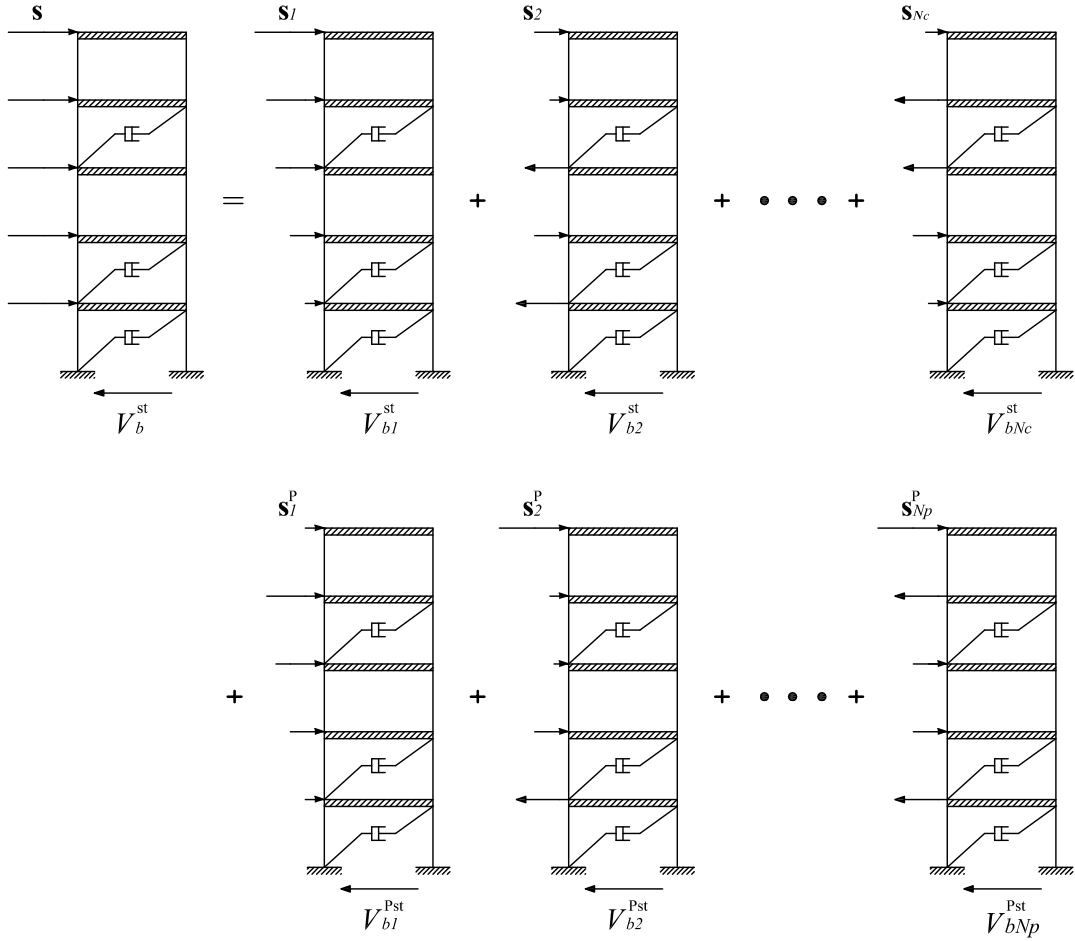 s s1 s2 sNc
= + + • • • +
V_b^st V_b1^st V_b2^st V_bNc^st
s1^P s2^P sNp^P
+ + + • • • +
V_b1^Pst V_b2^Pst V_bNp^Pst